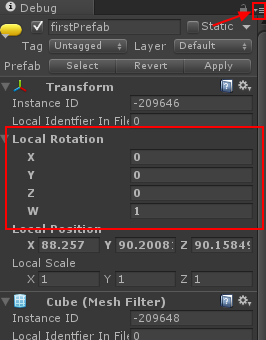 Debug
firstPrefab Static
Tag Untagged Layer Default
Prefab Select Revert Apply
Transform
Instance ID -209646
Local Identfier In File 0
Local Rotation
X 0
Y 0
Z 0
W 1
Local Position
X 88.257 Y 90.2008 Z 90.15849
Local Scale
X 1 Y 1 Z 1
Cube (Mesh Filter)
Instance ID -209648
Local Identfier In File 0